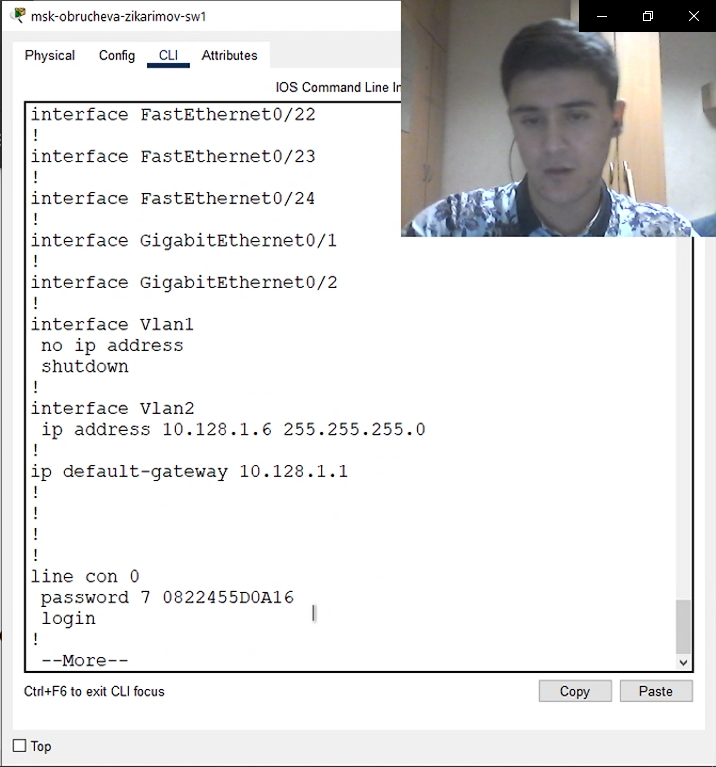 msk-obrucheva-zikarimov-sw1
Physical Config CLI Attributes
IOS Command Line In
interface FastEthernet0/22
!
interface FastEthernet0/23
!
interface FastEthernet0/24
!
interface GigabitEthernet0/1
!
interface GigabitEthernet0/2
!
interface Vlan1
no ip address
shutdown
!
interface Vlan2
ip address 10.128.1.6 255.255.255.0
!
ip default-gateway 10.128.1.1
!
!
!
!
line con 0
password 7 0822455D0A16
login
!
--More--
Ctrl+F6 to exit CLI focus
Copy Paste
Top